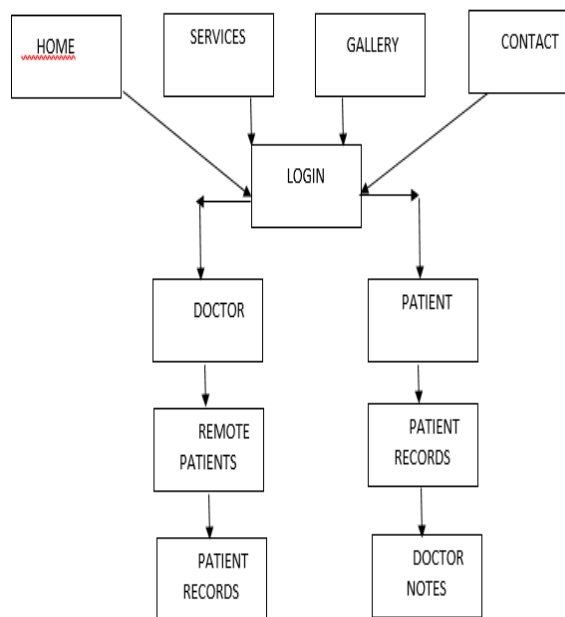 HOME
SERVICES
GALLERY
CONTACT
LOGIN
DOCTOR
PATIENT
REMOTE
PATIENTS
PATIENT
RECORDS
PATIENT
RECORDS
DOCTOR
NOTES